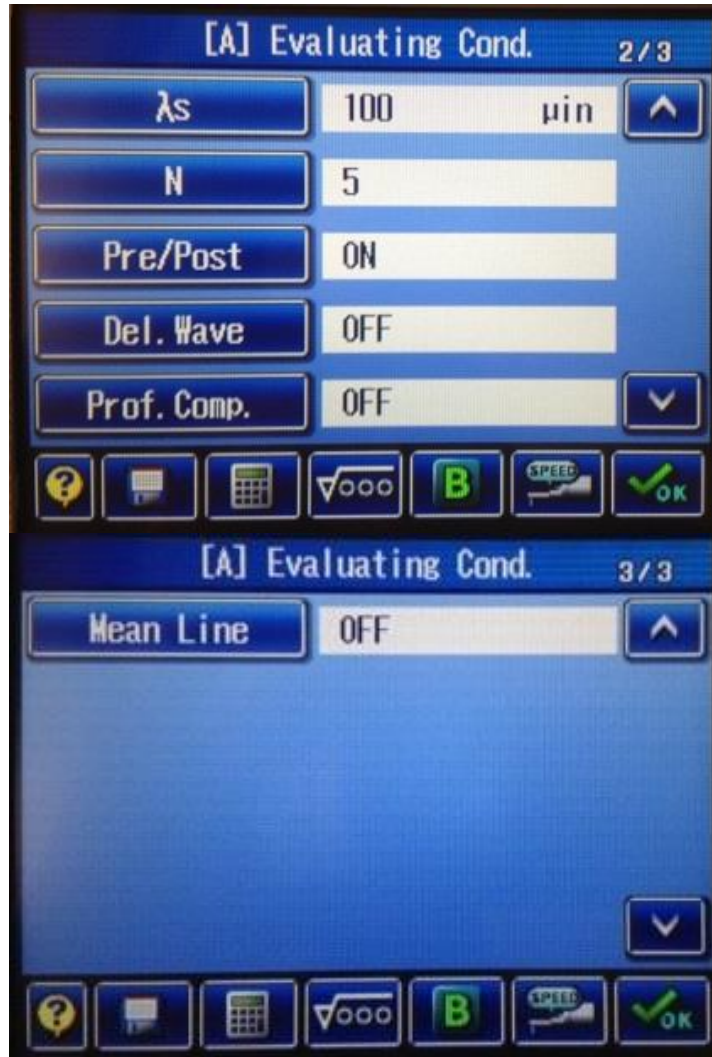 [A] Evaluating Cond. 2/3
λs 100 μin
N 5
Pre/Post ON
Del.Wave OFF
Prof.Comp. OFF
? √ooo B SPEED OK
[A] Evaluating Cond. 3/3
Mean Line OFF
? √ooo B SPEED OK